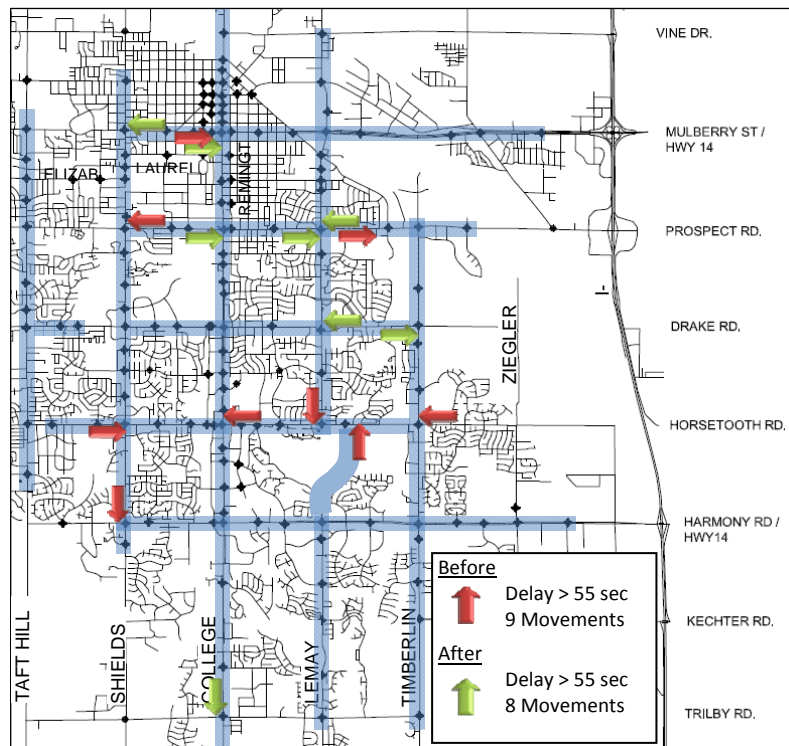 VINE DR.
MULBERRY ST /
HWY 14
LAUREL
ELIZAB
REMINGT
PROSPECT RD.
I-
DRAKE RD.
ZIEGLER
HORSETOOTH RD.
HARMONY RD /
HWY14
TAFT HILL
SHIELDS
COLLEGE
LEMAY
TIMBERLIN
KECHTER RD.
TRILBY RD.
Before
Delay > 55 sec
9 Movements
After
Delay > 55 sec
8 Movements